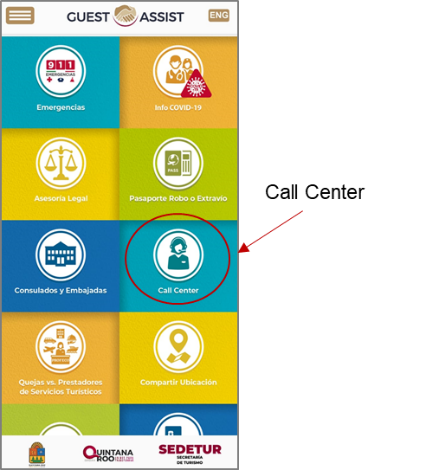 GUEST ASSIST
ENG
911
EMERGENCIAS
Emergencias
Info COVID-19
Asesoría Legal
PASS
Pasaporte Robo o Extravío
Consulados y Embajadas
Call Center
Call Center
Quejas vs. Prestadores
de Servicios Turísticos
Compartir Ubicación
QUINTANA
ROO
SEDETUR
SECRETARÍA
DE TURISMO